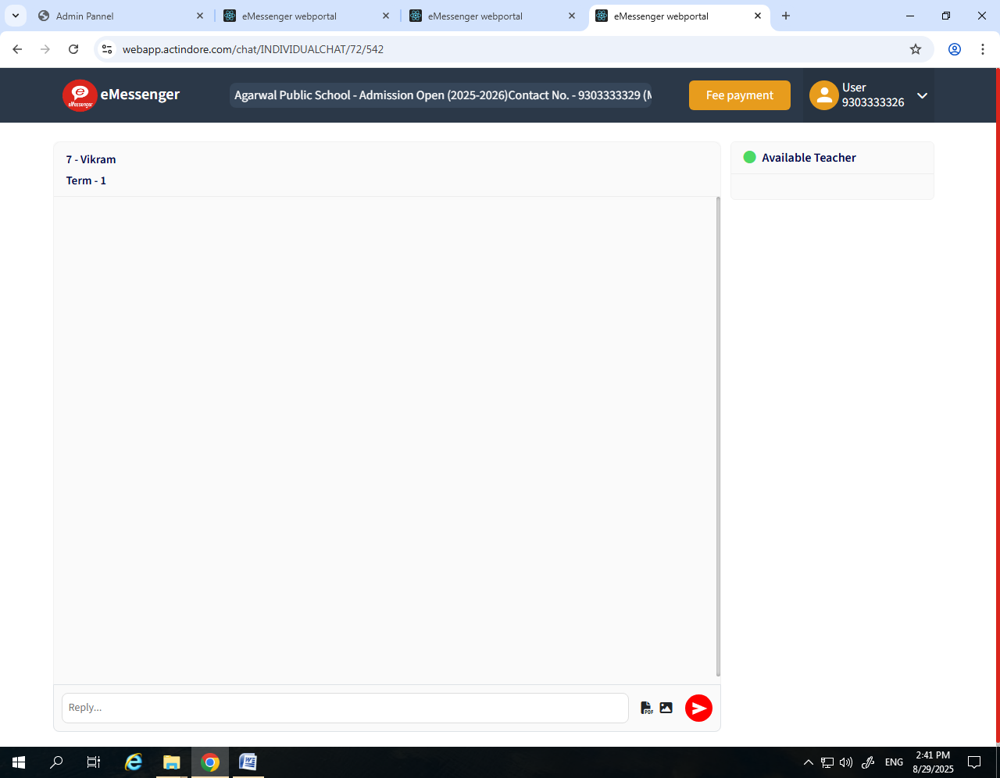 Admin Pannel
eMessenger webportal
eMessenger webportal
eMessenger webportal
webapp.actindore.com/chat/INDIVIDUALCHAT/72/542
eMessenger
eMessenger
Agarwal Public School - Admission Open (2025-2026)Contact No. - 9303333329 (M
Fee payment
User
9303333326
7 - Vikram
Term - 1
Available Teacher
Reply...
PDF
ENG
2:41 PM
8/29/2025